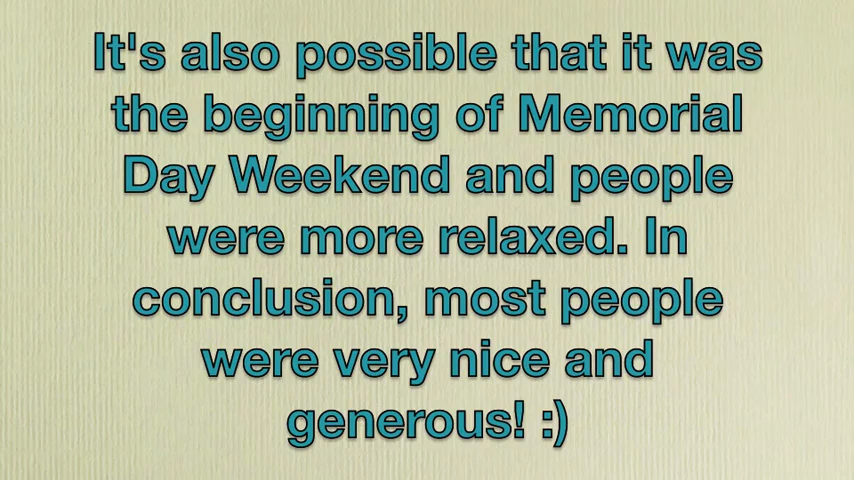 It's also possible that it was
the beginning of Memorial
Day Weekend and people
were more relaxed. In
conclusion, most people
were very nice and
generous! :)